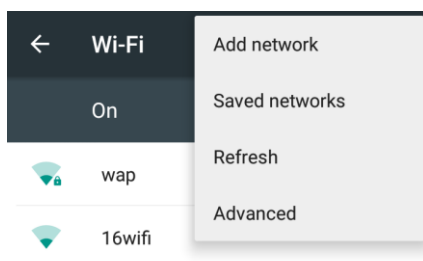 Wi-Fi
On
wap
16wifi
Add network
Saved networks
Refresh
Advanced